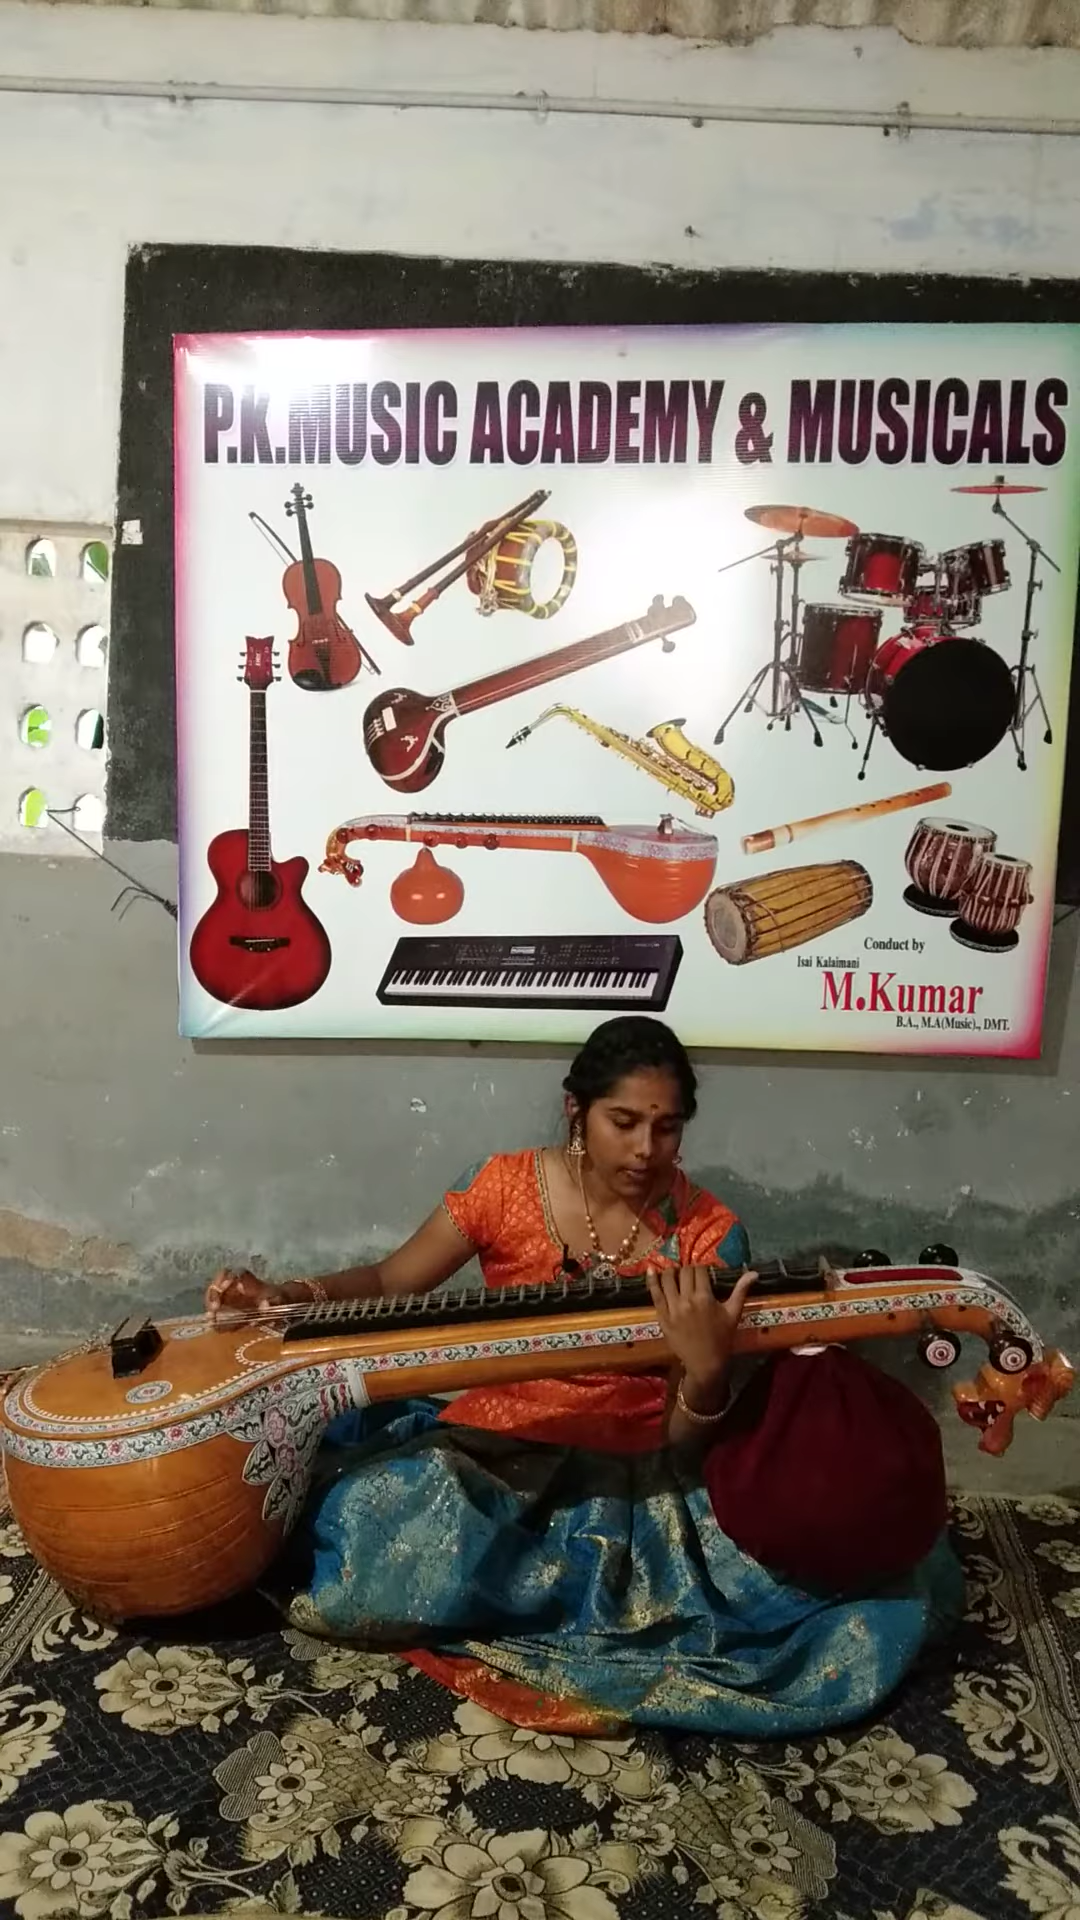 P.K.MUSIC ACADEMY & MUSICALS
Conduct by
Isai Kalaimani
M.Kumar
B.A., M.A(Music)., DMT.